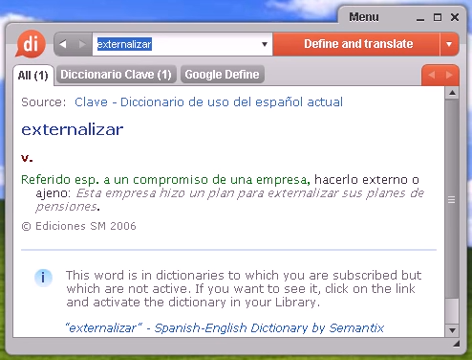 Menu
di
externalizar
Define and translate
All (1)
Diccionario Clave (1)
Google Define
Source: Clave - Diccionario de uso del español actual
externalizar
v.
Referido esp. a un compromiso de una empresa, hacerlo externo o
ajeno: Esta empresa hizo un plan para externalizar sus planes de
pensiones.
© Ediciones SM 2006
i
This word is in dictionaries to which you are subscribed but
which are not active. If you want to see it, click on the link
and activate the dictionary in your Library.
"externalizar" - Spanish-English Dictionary by Semantix